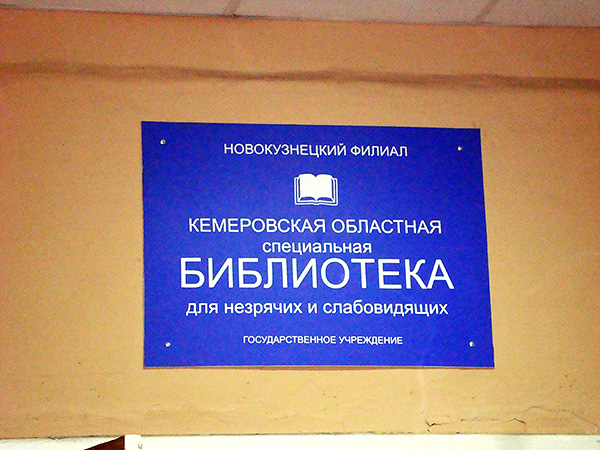 НОВОКУЗНЕЦКИЙ ФИЛИАЛ
КЕМЕРОВСКАЯ ОБЛАСТНАЯ
специальная
БИБЛИОТЕКА
для незрячих и слабовидящих
ГОСУДАРСТВЕННОЕ УЧРЕЖДЕНИЕ